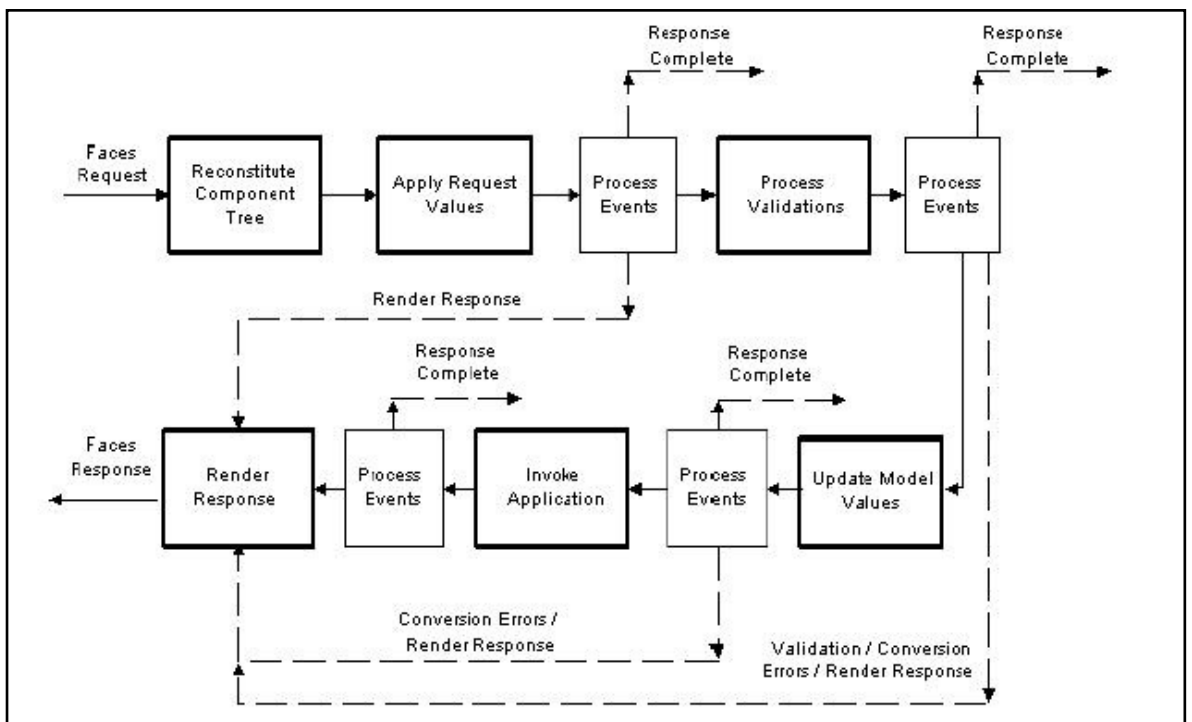 Response
Complete
Response
Complete
Faces
Request
Reconstitute
Component
Tree
Apply Request
Values
Process
Events
Process
Validations
Process
Events
Render Response
Response
Complete
Response
Complete
Faces
Response
Render
Response
Process
Events
Invoke
Application
Process
Events
Update Model
Values
Conversion Errors /
Render Response
Validation / Conversion
Errors / Render Response